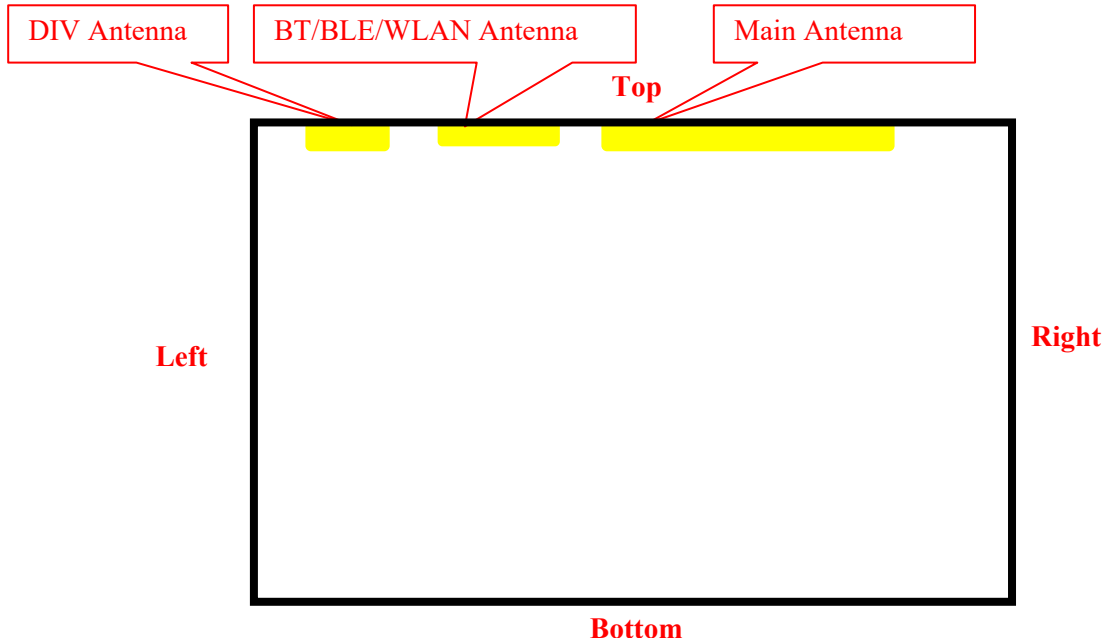 DIV Antenna
BT/BLE/WLAN Antenna
Main Antenna
Top
Left
Right
Bottom